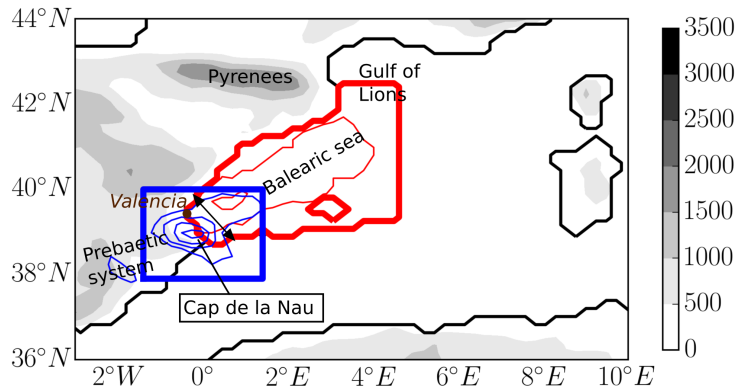 44°N
42°N
40°N
38°N
36°N
Pyrenees
Gulf of
Lions
Balearic sea
Valencia
Prebaetic
system
Cap de la Nau
2°W 0° 2°E 4°E 6°E 8°E 10°E
3500
3000
2500
2000
1500
1000
500
0